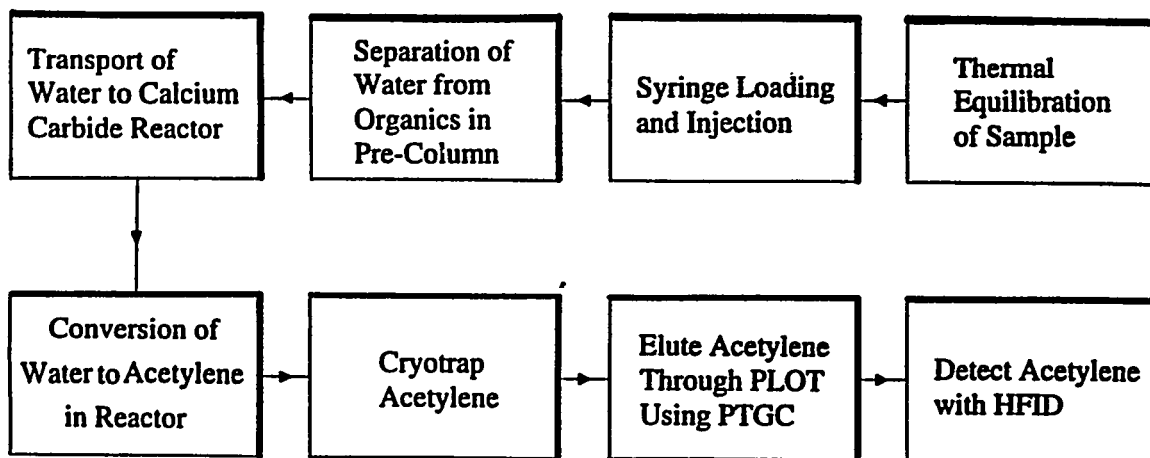 Transport of
Water to Calcium
Carbide Reactor
Separation of
Water from
Organics in
Pre-Column
Syringe Loading
and Injection
Thermal
Equilibration
of Sample
Conversion of
Water to Acetylene
in Reactor
Cryotrap
Acetylene
Elute Acetylene
Through PLOT
Using PTGC
Detect Acetylene
with HFID